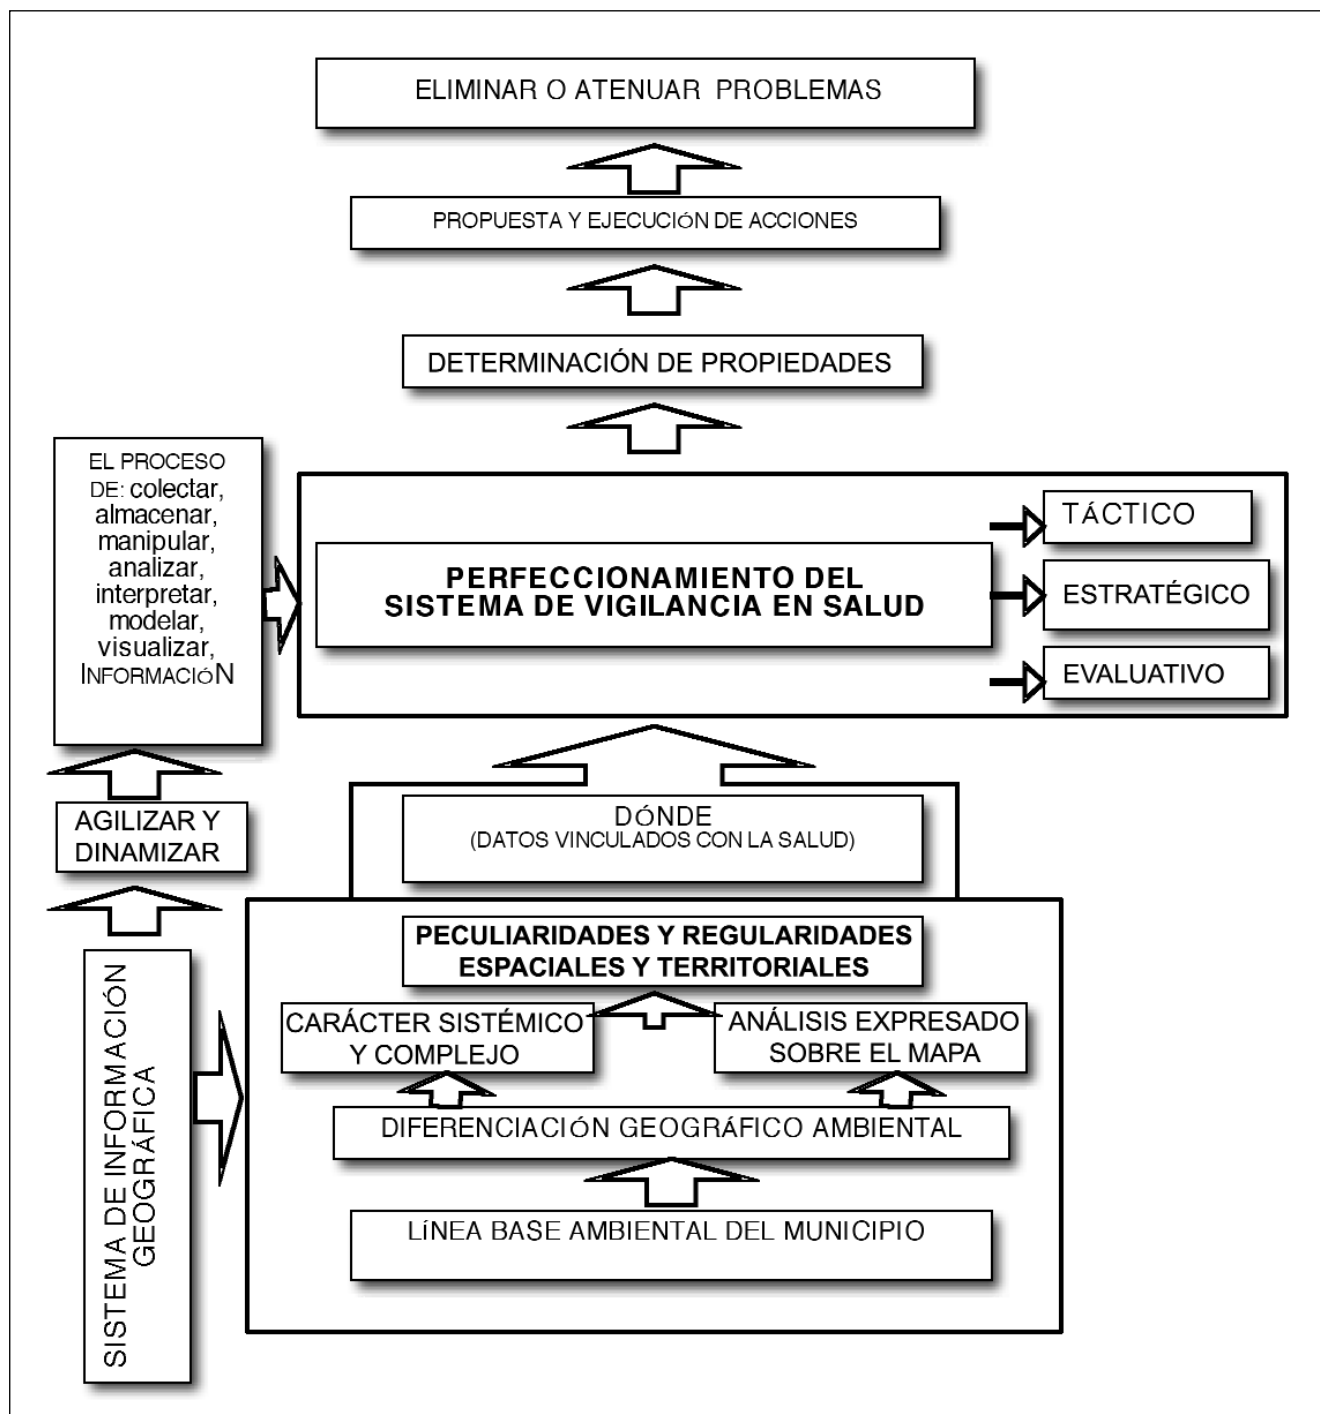 ELIMINAR O ATENUAR PROBLEMAS
PROPUESTA Y EJECUCIÓN DE ACCIONES
DETERMINACIÓN DE PROPIEDADES
EL PROCESO
DE: colectar,
almacenar,
manipular,
analizar,
interpretar,
modelar,
visualizar,
INFORMACIÓN
PERFECCIONAMIENTO DEL
SISTEMA DE VIGILANCIA EN SALUD
TÁCTICO
ESTRATÉGICO
EVALUATIVO
AGILIZAR Y
DINAMIZAR
DÓNDE
(DATOS VINCULADOS CON LA SALUD)
SISTEMA DE INFORMACIÓN
GEOGRÁFICA
PECULIARIDADES Y REGULARIDADES
ESPACIALES Y TERRITORIALES
CARÁCTER SISTÉMICO
Y COMPLEJO
ANÁLISIS EXPRESADO
SOBRE EL MAPA
DIFERENCIACIÓN GEOGRÁFICO AMBIENTAL
LÍNEA BASE AMBIENTAL DEL MUNICIPIO